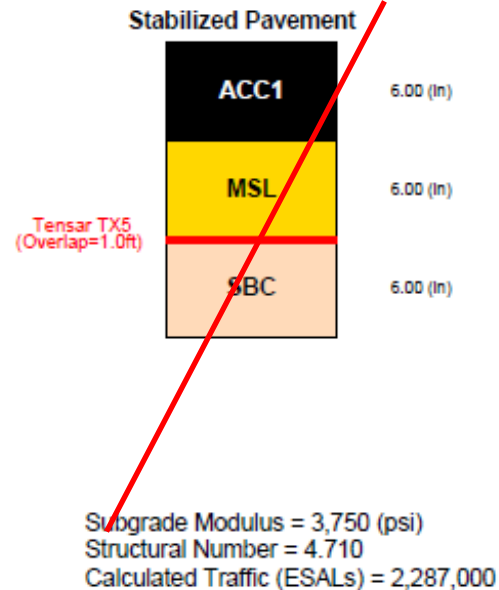 Stabilized Pavement
ACC1
6.00 (in)
MSL
6.00 (in)
Tensar TX5
(Overlap=1.0ft)
SBC
6.00 (in)
Subgrade Modulus = 3,750 (psi)
Structural Number = 4.710
Calculated Traffic (ESALs) = 2,287,000